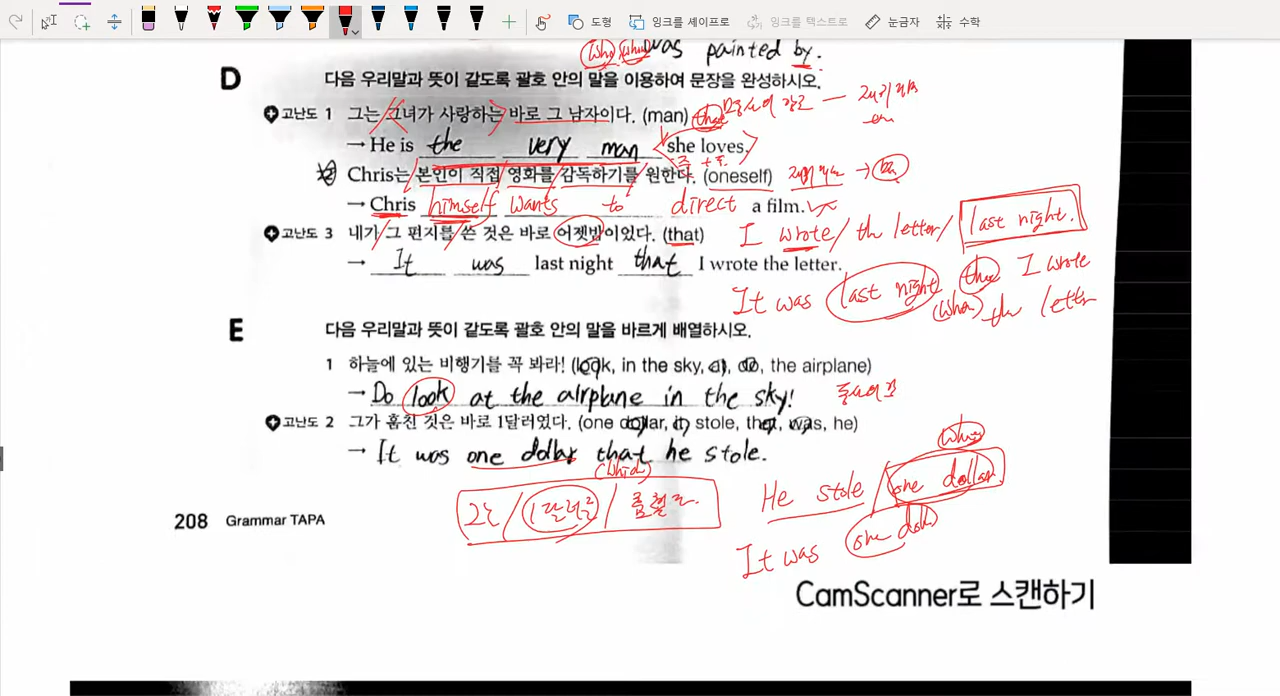 도형 잉크를 셰이프로 잉크를 텍스트로 눈금자 수학
who was painted by.
D 다음 우리말과 뜻이 같도록 괄호 안의 말을 이용하여 문장을 완성하시오.
고난도 1 그는 그녀가 사랑하는 바로 그 남자이다. (man) that
→ He is the very man she loves.
Chris는 본인이 직접 영화를 감독하기를 원한다. (oneself)
→ Chris himself wants to direct a film.
고난도 3 내가 그 편지를 쓴 것은 바로 어젯밤이었다. (that) I wrote / the letter / last night.
→ It was last night that I wrote the letter.
It was last night that I wrote
(when) the letter
E 다음 우리말과 뜻이 같도록 괄호 안의 말을 바르게 배열하시오.
1 하늘에 있는 비행기를 꼭 봐라! (look, in the sky, at, do, the airplane)
→ Do look at the airplane in the sky!
고난도 2 그가 훔친 것은 바로 1달러였다. (one dollar, it, stole, that, was, he)
→ It was one dollar that he stole.
(which)
그는 / 1달러를 / 훔쳤다.
He stole / one dollar.
It was one dollar
208 Grammar TAPA
CamScanner로 스캔하기